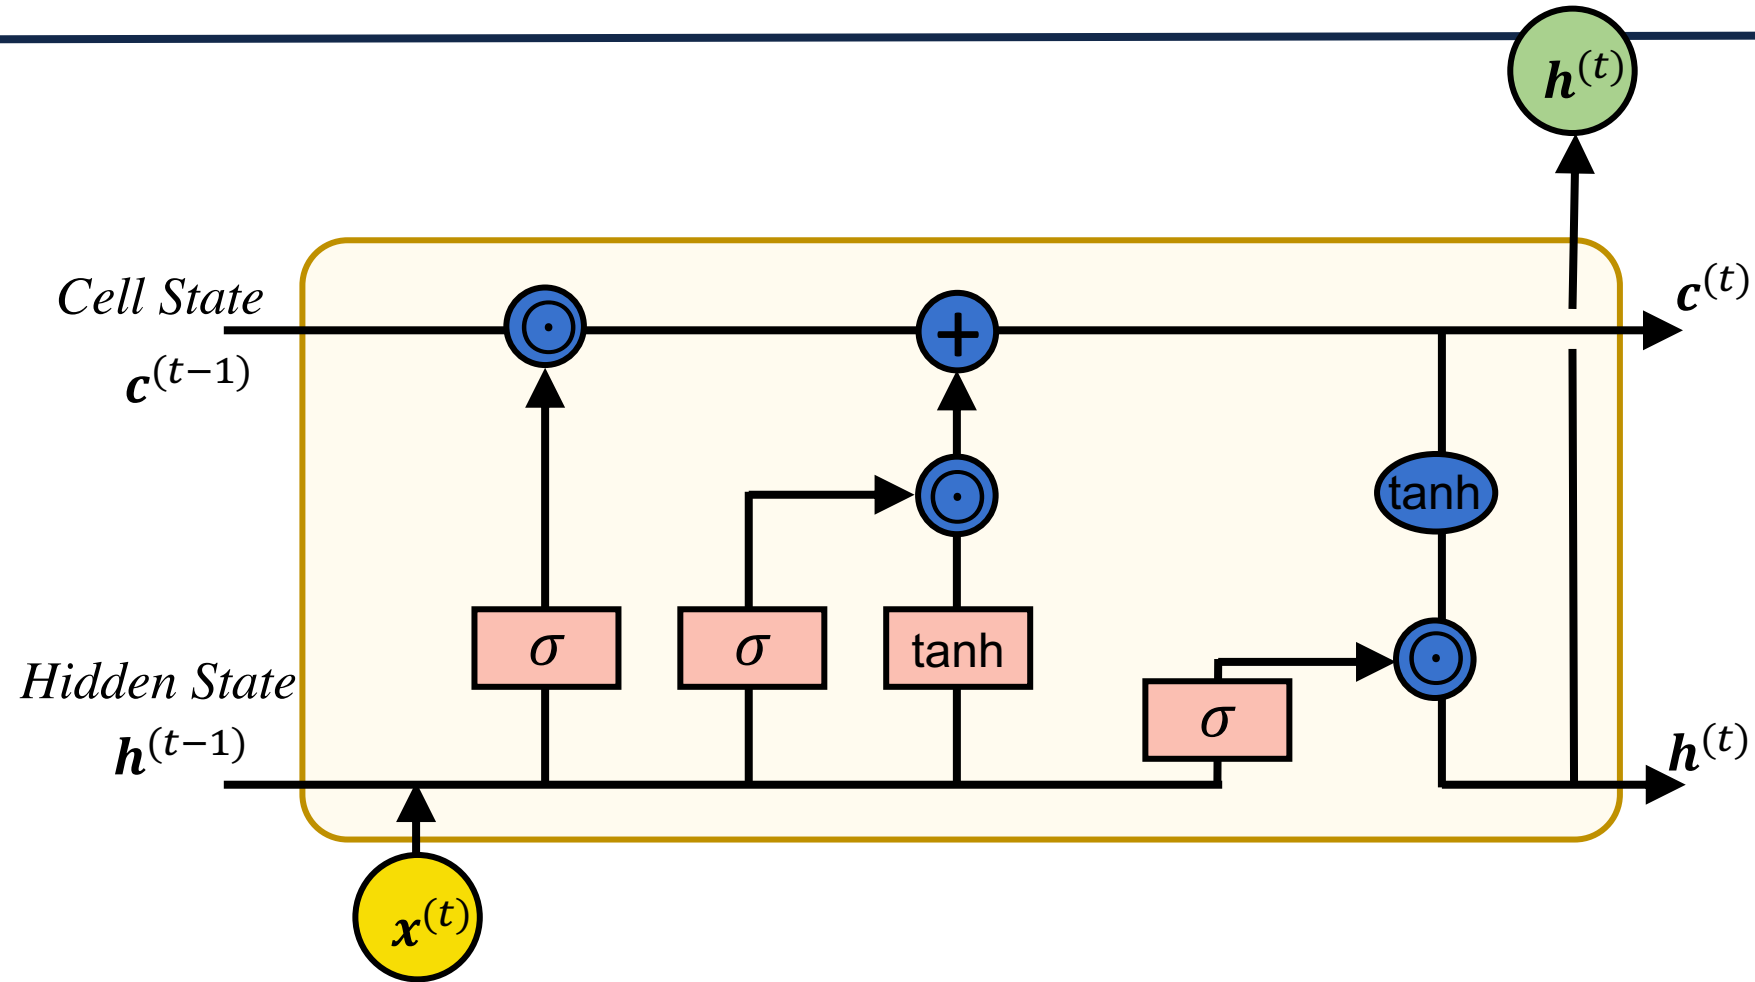 𝒉^(𝑡)
Cell State
𝒄^(𝑡)
⊙
+
𝒄^(𝑡−1)
⊙
tanh
σ
σ
tanh
⊙
Hidden State
σ
𝒉^(𝑡−1)
𝒉^(𝑡)
𝒙^(𝑡)